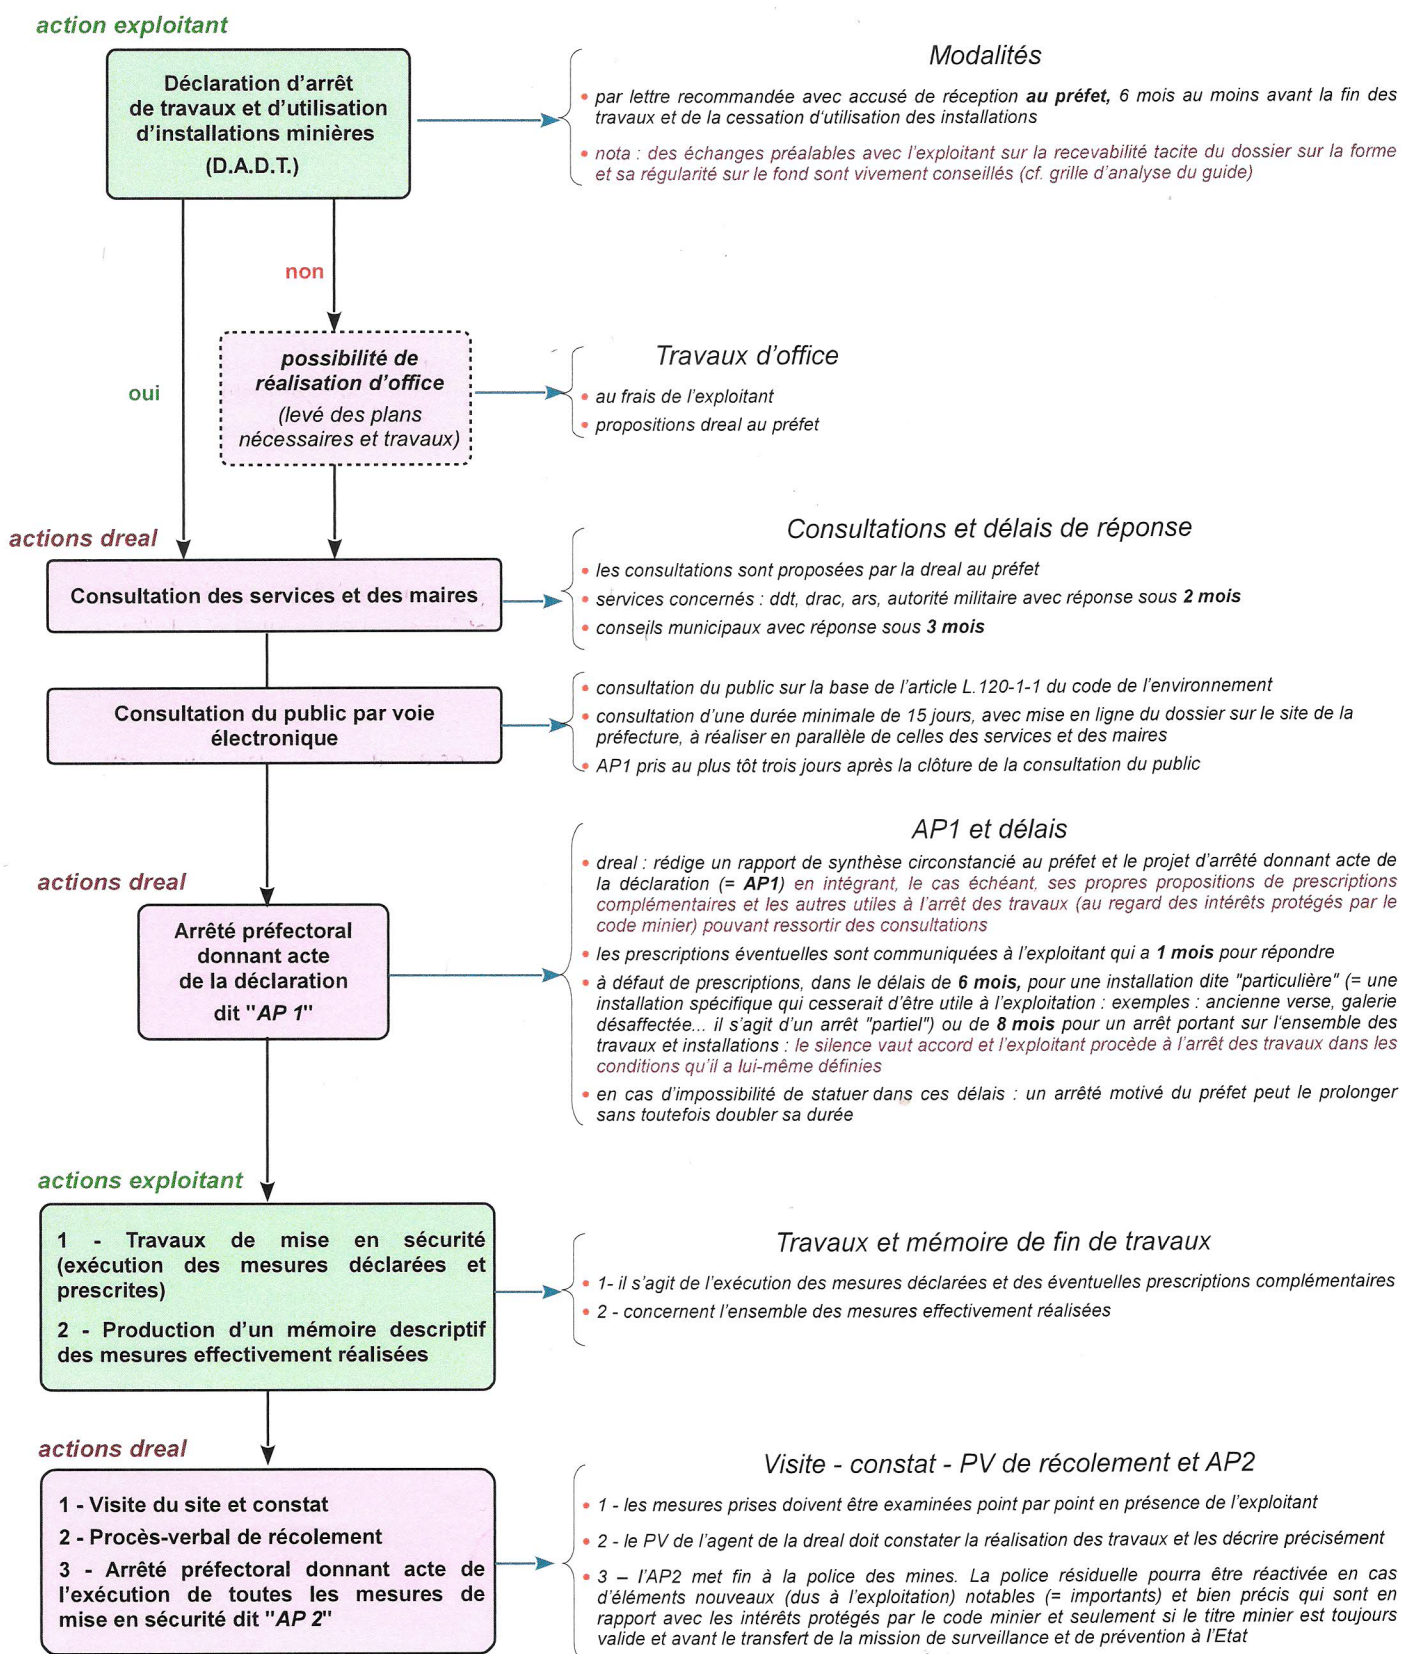 action exploitant
Déclaration d'arrêt
de travaux et d'utilisation
d'installations minières
(D.A.D.T.)
Modalités
• par lettre recommandée avec accusé de réception au préfet, 6 mois au moins avant la fin des
travaux et de la cessation d'utilisation des installations
• nota : des échanges préalables avec l'exploitant sur la recevabilité tacite du dossier sur la forme
et sa régularité sur le fond sont vivement conseillés (cf. grille d'analyse du guide)
non
oui
possibilité de
réalisation d'office
(levé des plans
nécessaires et travaux)
Travaux d'office
• au frais de l'exploitant
• propositions dreal au préfet
actions dreal
Consultation des services et des maires
Consultations et délais de réponse
• les consultations sont proposées par la dreal au préfet
• services concernés : ddt, drac, ars, autorité militaire avec réponse sous 2 mois
• conseils municipaux avec réponse sous 3 mois
Consultation du public par voie
électronique
• consultation du public sur la base de l'article L.120-1-1 du code de l'environnement
• consultation d'une durée minimale de 15 jours, avec mise en ligne du dossier sur le site de la
préfecture, à réaliser en parallèle de celles des services et des maires
• AP1 pris au plus tôt trois jours après la clôture de la consultation du public
actions dreal
Arrêté préfectoral
donnant acte
de la déclaration
dit "AP 1"
AP1 et délais
• dreal : rédige un rapport de synthèse circonstancié au préfet et le projet d'arrêté donnant acte de
la déclaration (= AP1) en intégrant, le cas échéant, ses propres propositions de prescriptions
complémentaires et les autres utiles à l'arrêt des travaux (au regard des intérêts protégés par le
code minier) pouvant ressortir des consultations
• les prescriptions éventuelles sont communiquées à l'exploitant qui a 1 mois pour répondre
• à défaut de prescriptions, dans le délai de 6 mois, pour une installation dite "particulière" (= une
installation spécifique qui cesserait d'être utile à l'exploitation : exemples : ancienne verse, galerie
désaffectée... il s'agit d'un arrêt "partiel") ou de 8 mois pour un arrêt portant sur l'ensemble des
travaux et installations : le silence vaut accord et l'exploitant procède à l'arrêt des travaux dans les
conditions qu'il a lui-même définies
• en cas d'impossibilité de statuer dans ces délais : un arrêté motivé du préfet peut le prolonger
sans toutefois doubler sa durée
actions exploitant
1 - Travaux de mise en sécurité
(exécution des mesures déclarées et
prescrites)
2 - Production d'un mémoire descriptif
des mesures effectivement réalisées
Travaux et mémoire de fin de travaux
• 1- il s'agit de l'exécution des mesures déclarées et des éventuelles prescriptions complémentaires
• 2 - concernent l'ensemble des mesures effectivement réalisées
actions dreal
1 - Visite du site et constat
2 - Procès-verbal de récolement
3 - Arrêté préfectoral donnant acte de
l'exécution de toutes les mesures de
mise en sécurité dit "AP 2"
Visite - constat - PV de récolement et AP2
• 1 - les mesures prises doivent être examinées point par point en présence de l'exploitant
• 2 - le PV de l'agent de la dreal doit constater la réalisation des travaux et les décrire précisément
• 3 – l'AP2 met fin à la police des mines. La police résiduelle pourra être réactivée en cas
d'éléments nouveaux (dus à l'exploitation) notables (= importants) et bien précis qui sont en
rapport avec les intérêts protégés par le code minier et seulement si le titre minier est toujours
valide et avant le transfert de la mission de surveillance et de prévention à l'Etat